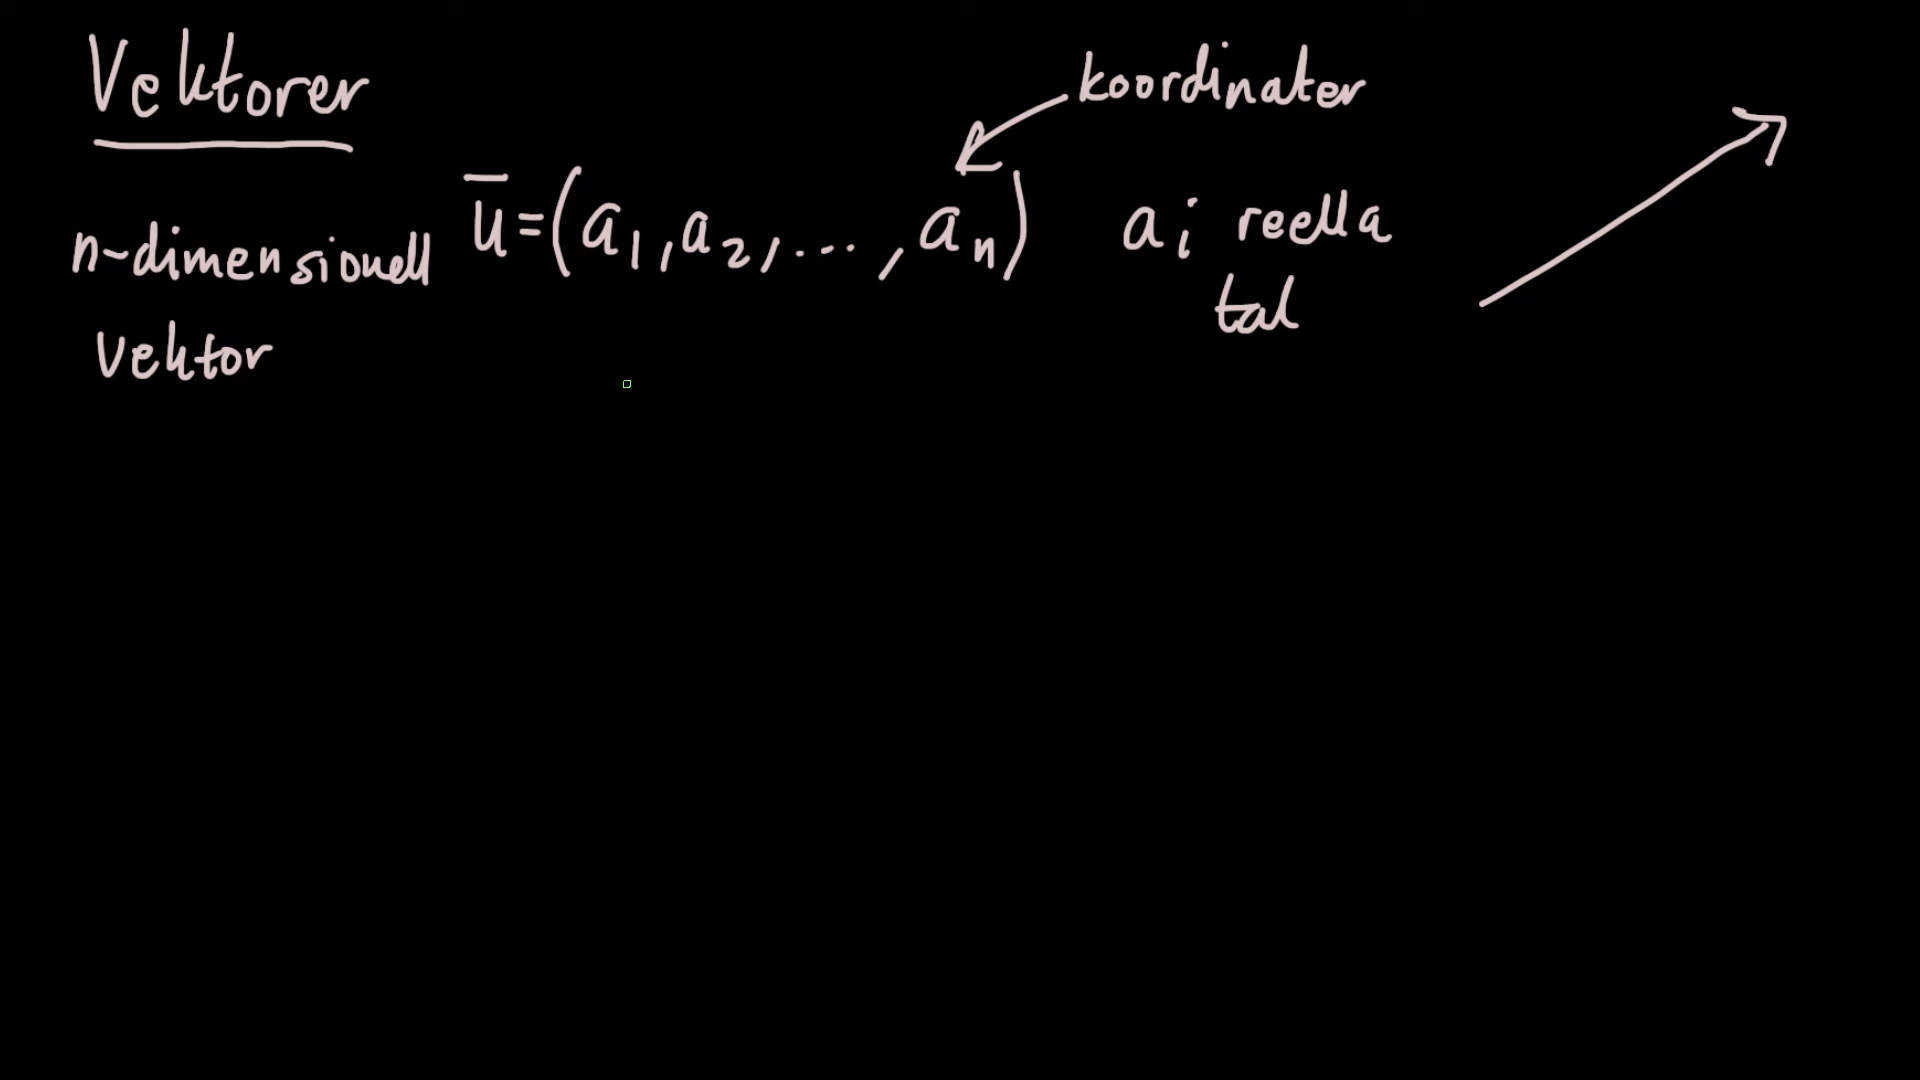 Vektorer
koordinater
n-dimensionell u̅=(a₁,a₂,...,aₙ) aᵢ reella
tal
vektor